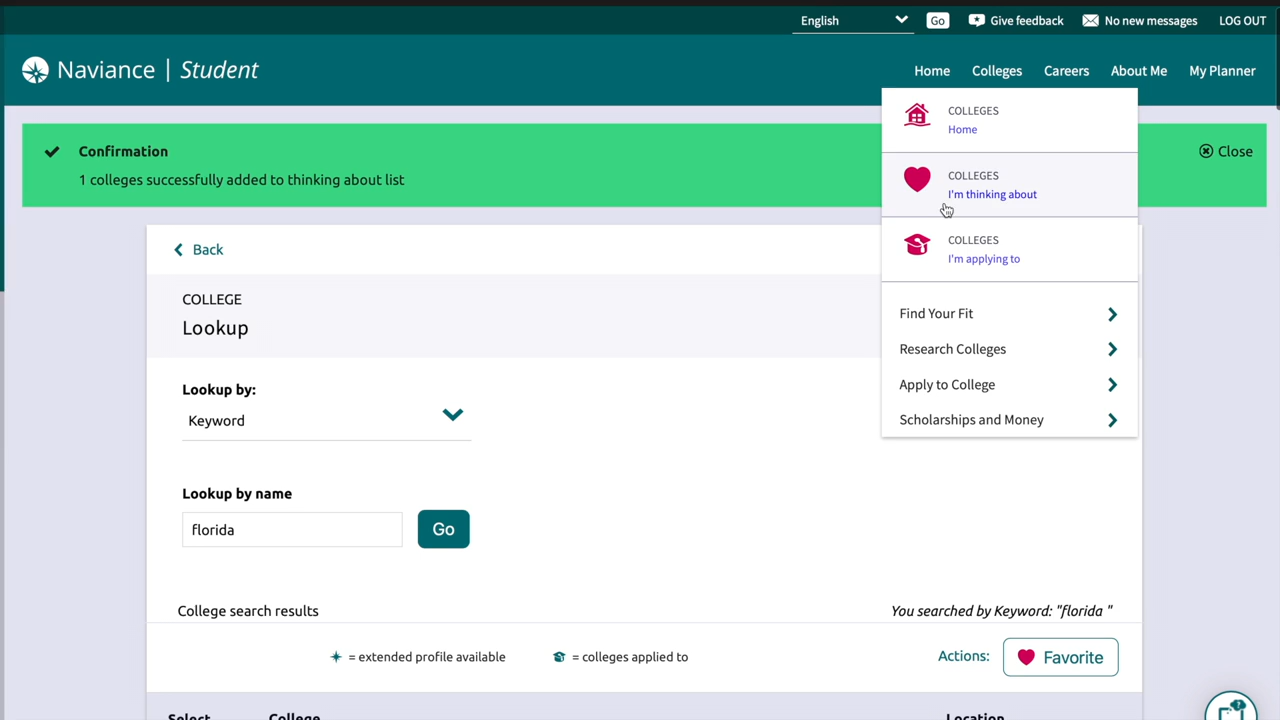 English
Go
Give feedback
No new messages
LOG OUT
Naviance | Student
Home
Colleges
Careers
About Me
My Planner
Confirmation
1 colleges successfully added to thinking about list
Close
COLLEGES
Home
COLLEGES
I'm thinking about
COLLEGES
I'm applying to
Find Your Fit
Research Colleges
Apply to College
Scholarships and Money
Back
COLLEGE
Lookup
Lookup by:
Keyword
Lookup by name
florida
Go
College search results
You searched by Keyword: "florida "
= extended profile available
= colleges applied to
Actions:
Favorite
Select
College
Location